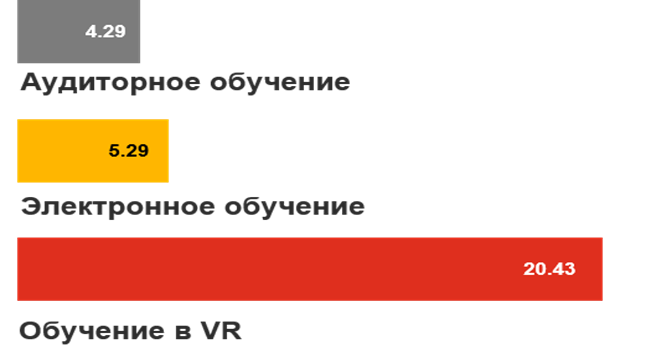 4.29
Аудиторное обучение
5.29
Электронное обучение
20.43
Обучение в VR